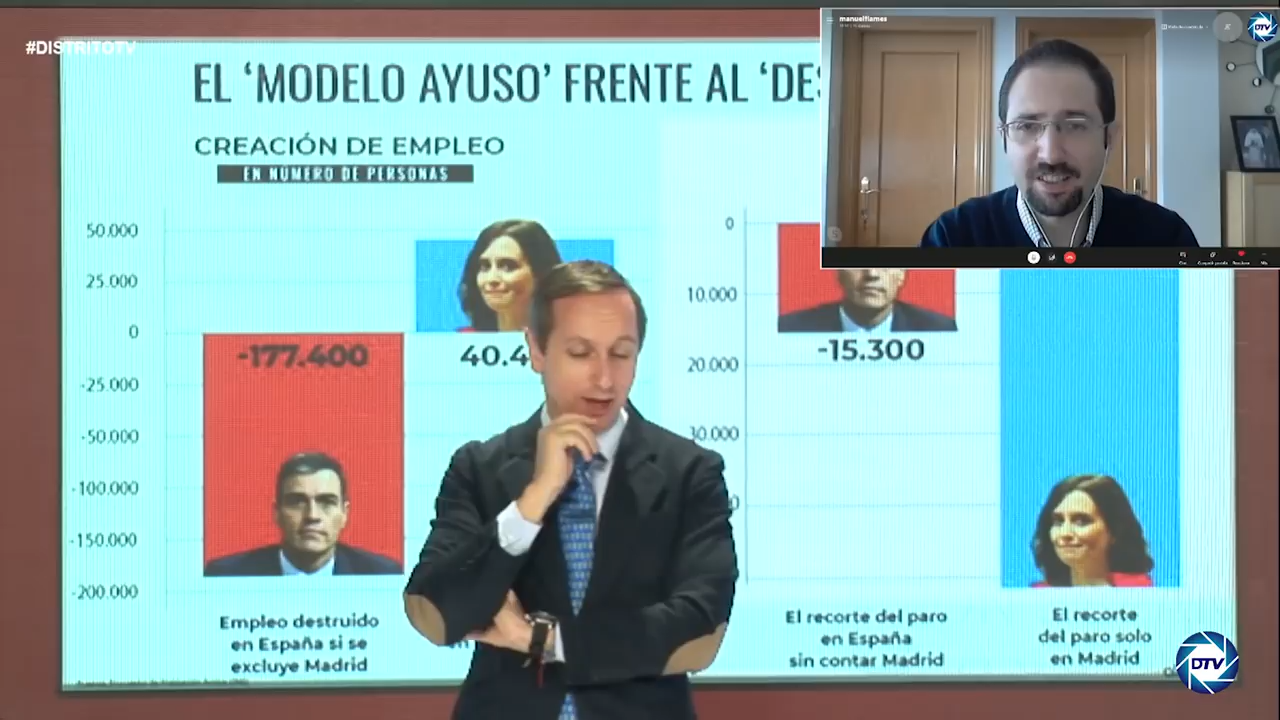 #DISTRITOTV
manuelllames
DTV
EL ‘MODELO AYUSO’ FRENTE AL ‘DES
CREACIÓN DE EMPLEO
EN NÚMERO DE PERSONAS
50.000
25.000
0
-25.000
-50.000
-100.000
-150.000
-200.000
-177.400
40.4
Empleo destruido
en España si se
excluye Madrid
en
0
10.000
20.000
30.000
0
-15.300
El recorte del paro
en España
sin contar Madrid
El recorte
del paro solo
en Madrid
DTV